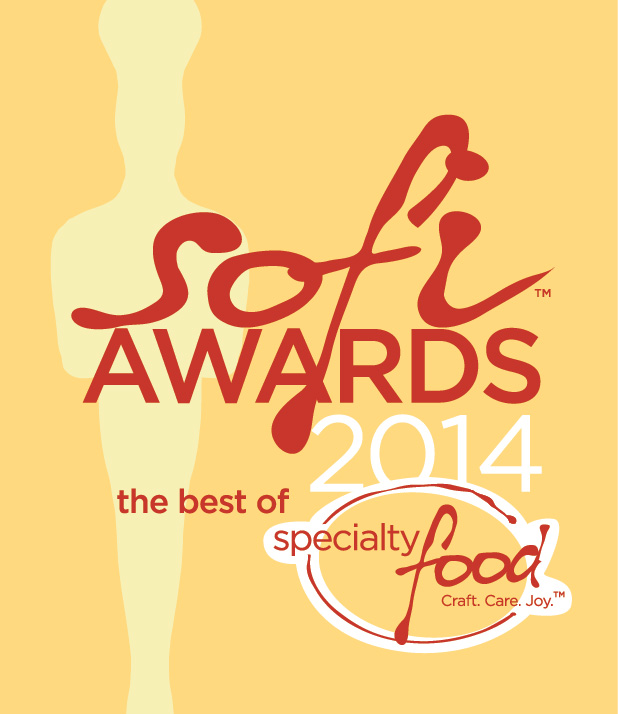 sofi™
AWARDS
2014
the best of
specialty
food
Craft. Care. Joy.™